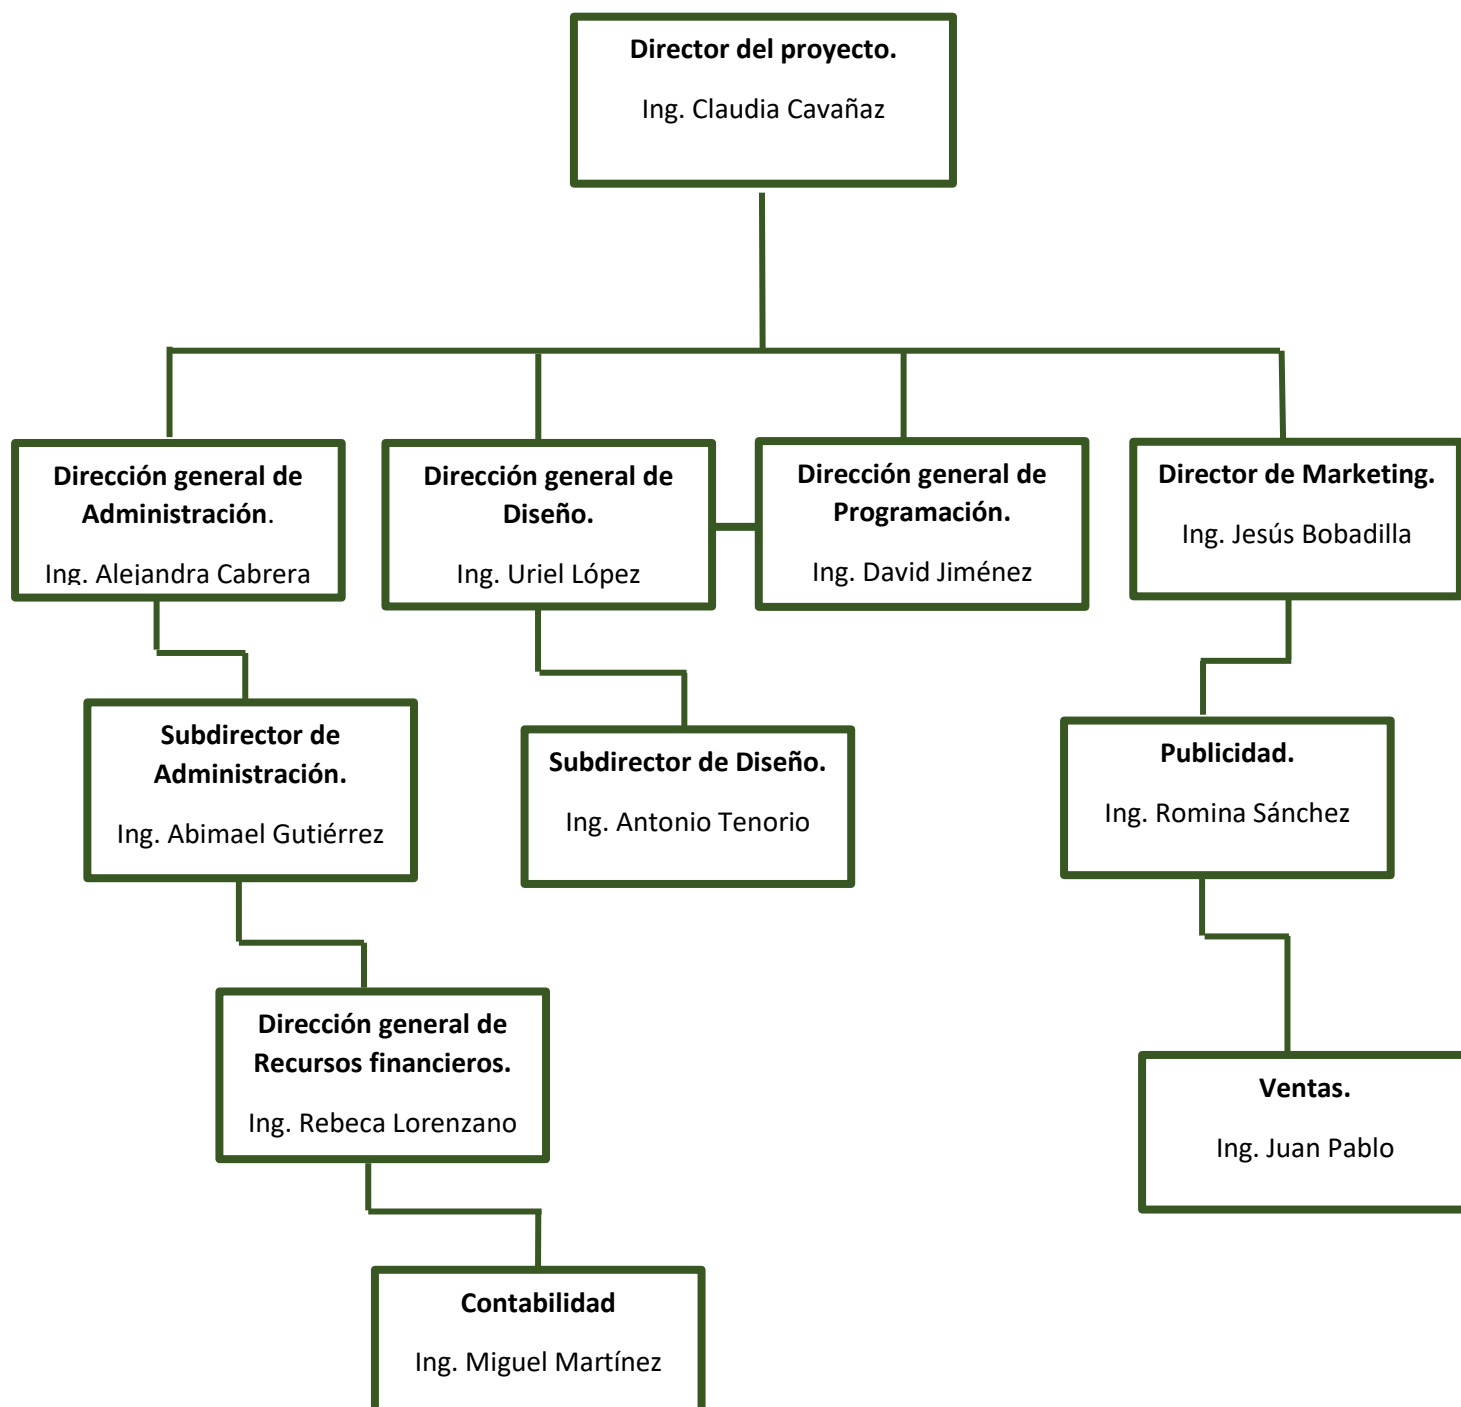 Director del proyecto.
Ing. Claudia Cavañaz
Dirección general de
Administración.
Ing. Alejandra Cabrera
Dirección general de
Diseño.
Ing. Uriel López
Dirección general de
Programación.
Ing. David Jiménez
Director de Marketing.
Ing. Jesús Bobadilla
Subdirector de
Administración.
Ing. Abimael Gutiérrez
Subdirector de Diseño.
Ing. Antonio Tenorio
Publicidad.
Ing. Romina Sánchez
Dirección general de
Recursos financieros.
Ing. Rebeca Lorenzano
Ventas.
Ing. Juan Pablo
Contabilidad
Ing. Miguel Martínez